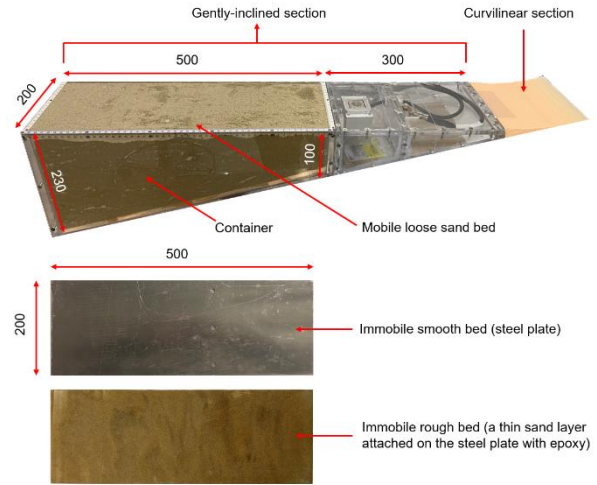 Gently-inclined section
Curvilinear section
500
300
200
230
100
Container
Mobile loose sand bed
500
200
Immobile smooth bed (steel plate)
Immobile rough bed (a thin sand layer
attached on the steel plate with epoxy)